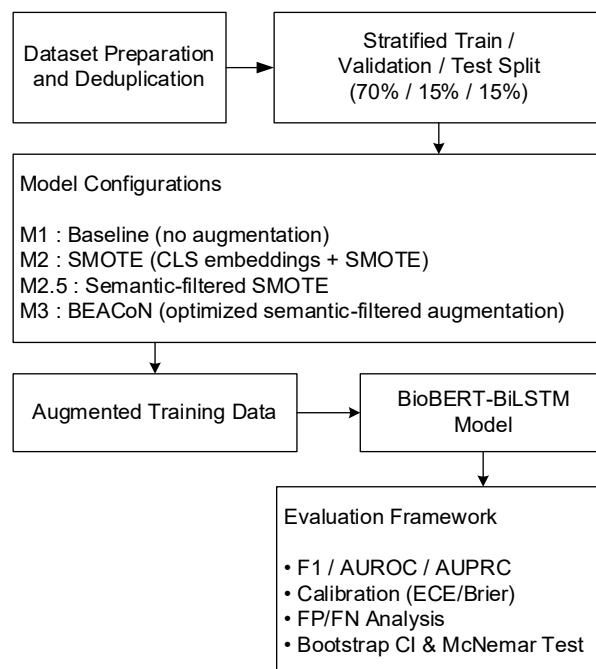 Dataset Preparation
and Deduplication
Stratified Train /
Validation / Test Split
(70% / 15% / 15%)
Model Configurations
M1 : Baseline (no augmentation)
M2 : SMOTE (CLS embeddings + SMOTE)
M2.5 : Semantic-filtered SMOTE
M3 : BEACoN (optimized semantic-filtered augmentation)
Augmented Training Data
BioBERT-BiLSTM
Model
Evaluation Framework
• F1 / AUROC / AUPRC
• Calibration (ECE/Brier)
• FP/FN Analysis
• Bootstrap CI & McNemar Test